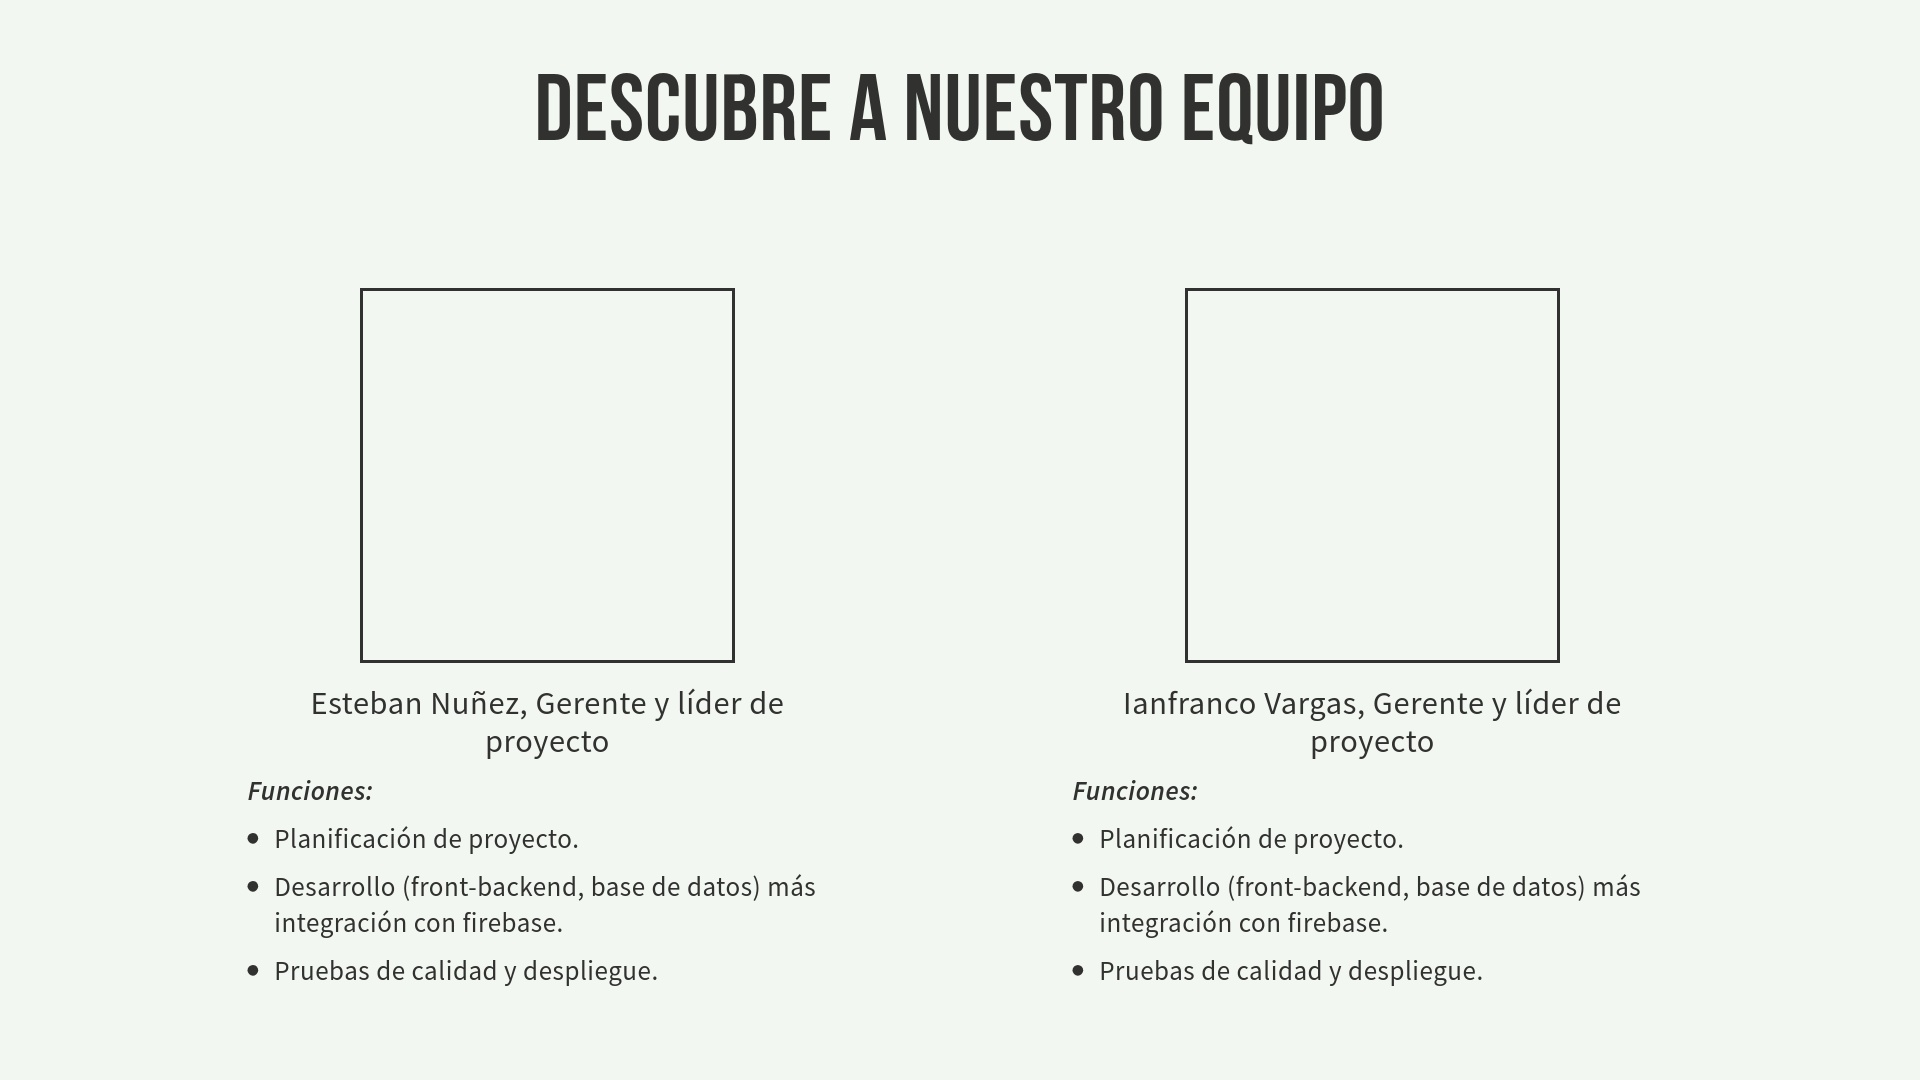 DESCUBRE A NUESTRO EQUIPO
Esteban Nuñez, Gerente y líder de
proyecto
Funciones:
• Planificación de proyecto.
• Desarrollo (front-backend, base de datos) más
integración con firebase.
• Pruebas de calidad y despliegue.
Ianfranco Vargas, Gerente y líder de
proyecto
Funciones:
• Planificación de proyecto.
• Desarrollo (front-backend, base de datos) más
integración con firebase.
• Pruebas de calidad y despliegue.